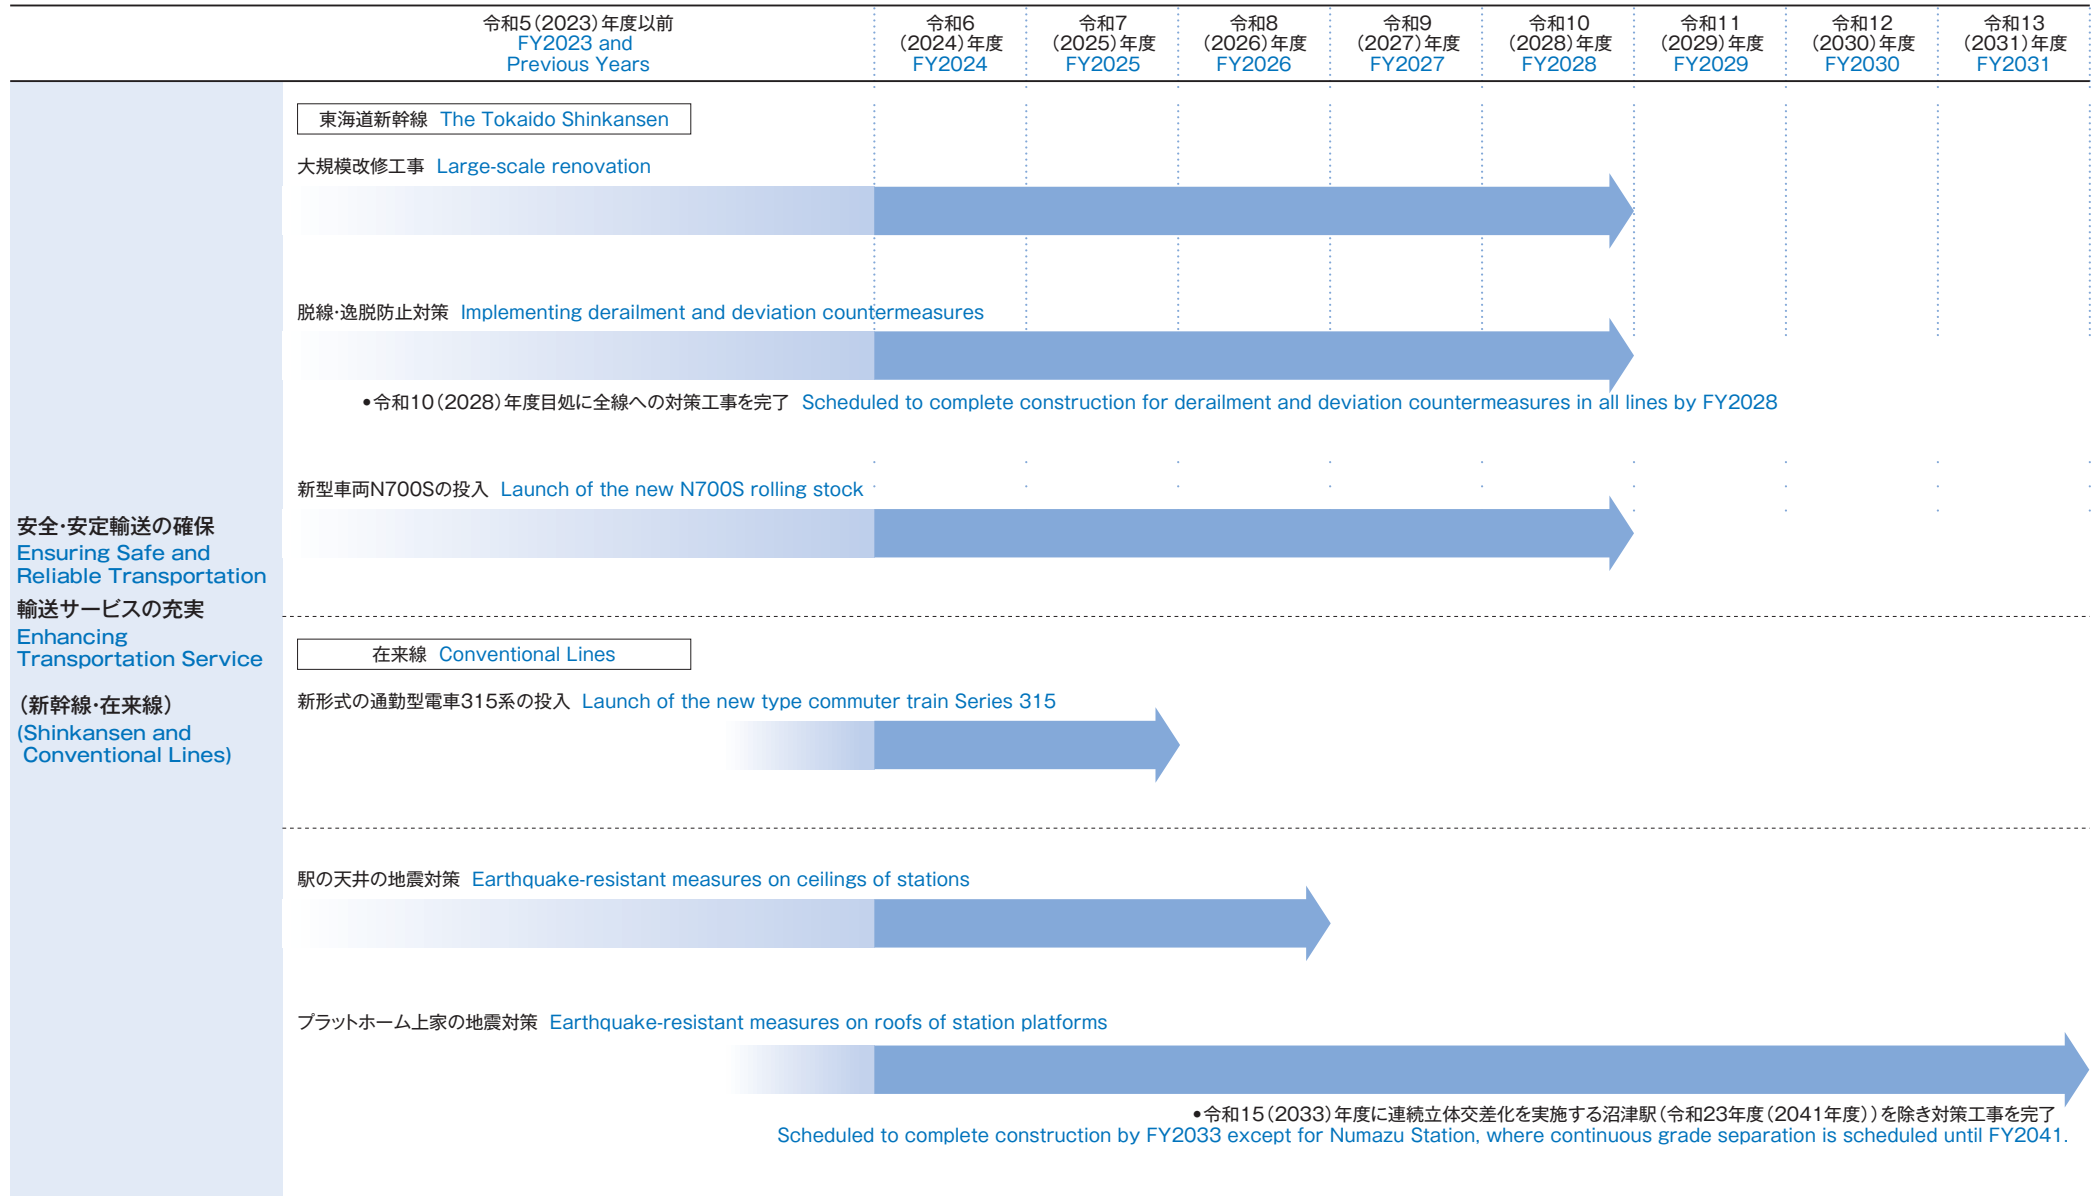 令和5（2023）年度以前
FY2023 and
Previous Years
令和6
（2024）年度
FY2024
令和7
（2025）年度
FY2025
令和8
（2026）年度
FY2026
令和9
（2027）年度
FY2027
令和10
（2028）年度
FY2028
令和11
（2029）年度
FY2029
令和12
（2030）年度
FY2030
令和13
（2031）年度
FY2031
安全・安定輸送の確保
Ensuring Safe and
Reliable Transportation
輸送サービスの充実
Enhancing
Transportation Service
（新幹線・在来線）
(Shinkansen and
Conventional Lines)
東海道新幹線 The Tokaido Shinkansen
大規模改修工事 Large-scale renovation
脱線・逸脱防止対策 Implementing derailment and deviation countermeasures
•令和10（2028）年度目処に全線への対策工事を完了 Scheduled to complete construction for derailment and deviation countermeasures in all lines by FY2028
新型車両N700Sの投入 Launch of the new N700S rolling stock
在来線 Conventional Lines
新形式の通勤型電車315系の投入 Launch of the new type commuter train Series 315
駅の天井の地震対策 Earthquake-resistant measures on ceilings of stations
プラットホーム上家の地震対策 Earthquake-resistant measures on roofs of station platforms
•令和15（2033）年度に連続立体交差化を実施する沼津駅（令和23年度（2041年度））を除き対策工事を完了
Scheduled to complete construction by FY2033 except for Numazu Station, where continuous grade separation is scheduled until FY2041.